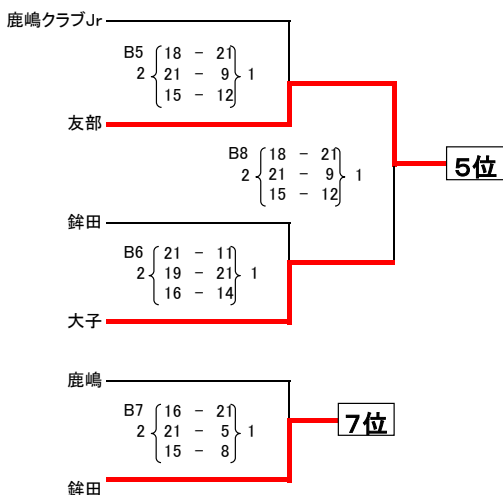 鹿嶋クラブJr
B5 18 - 21
2 21 - 9 1
15 - 12
友部
B8 18 - 21
2 21 - 9 1
15 - 12
5位
鉾田
B6 21 - 11
2 19 - 21 1
16 - 14
大子
鹿嶋
B7 16 - 21
2 21 - 5 1
15 - 8
7位
鉾田